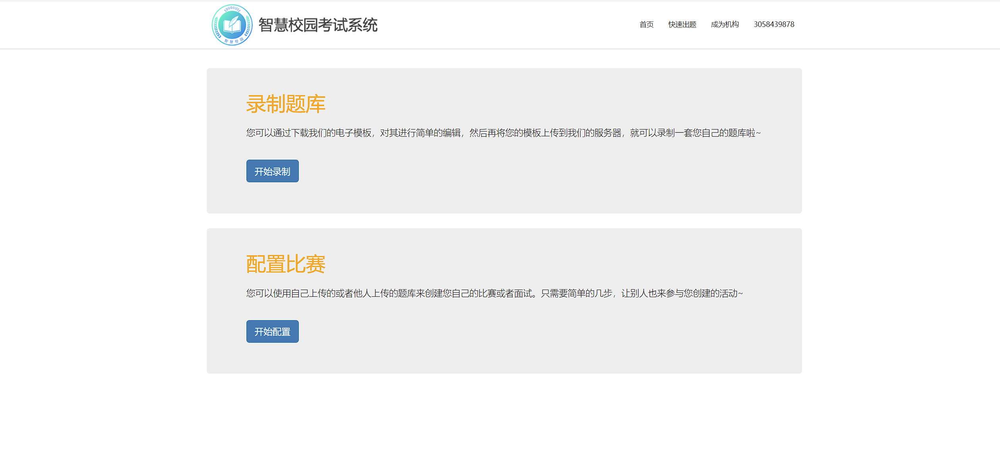 EDUQUIZEE
智慧校园
智慧校园考试系统
首页 快速出题 成为机构 3058439878
录制题库
您可以通过下载我们的电子模板，对其进行简单的编辑，然后再将您的模板上传到我们的服务器，就可以录制一套您自己的题库啦~
开始录制
配置比赛
您可以使用自己上传的或者他人上传的题库来创建您自己的比赛或者面试。只需要简单的几步，让别人也来参与您创建的活动~
开始配置